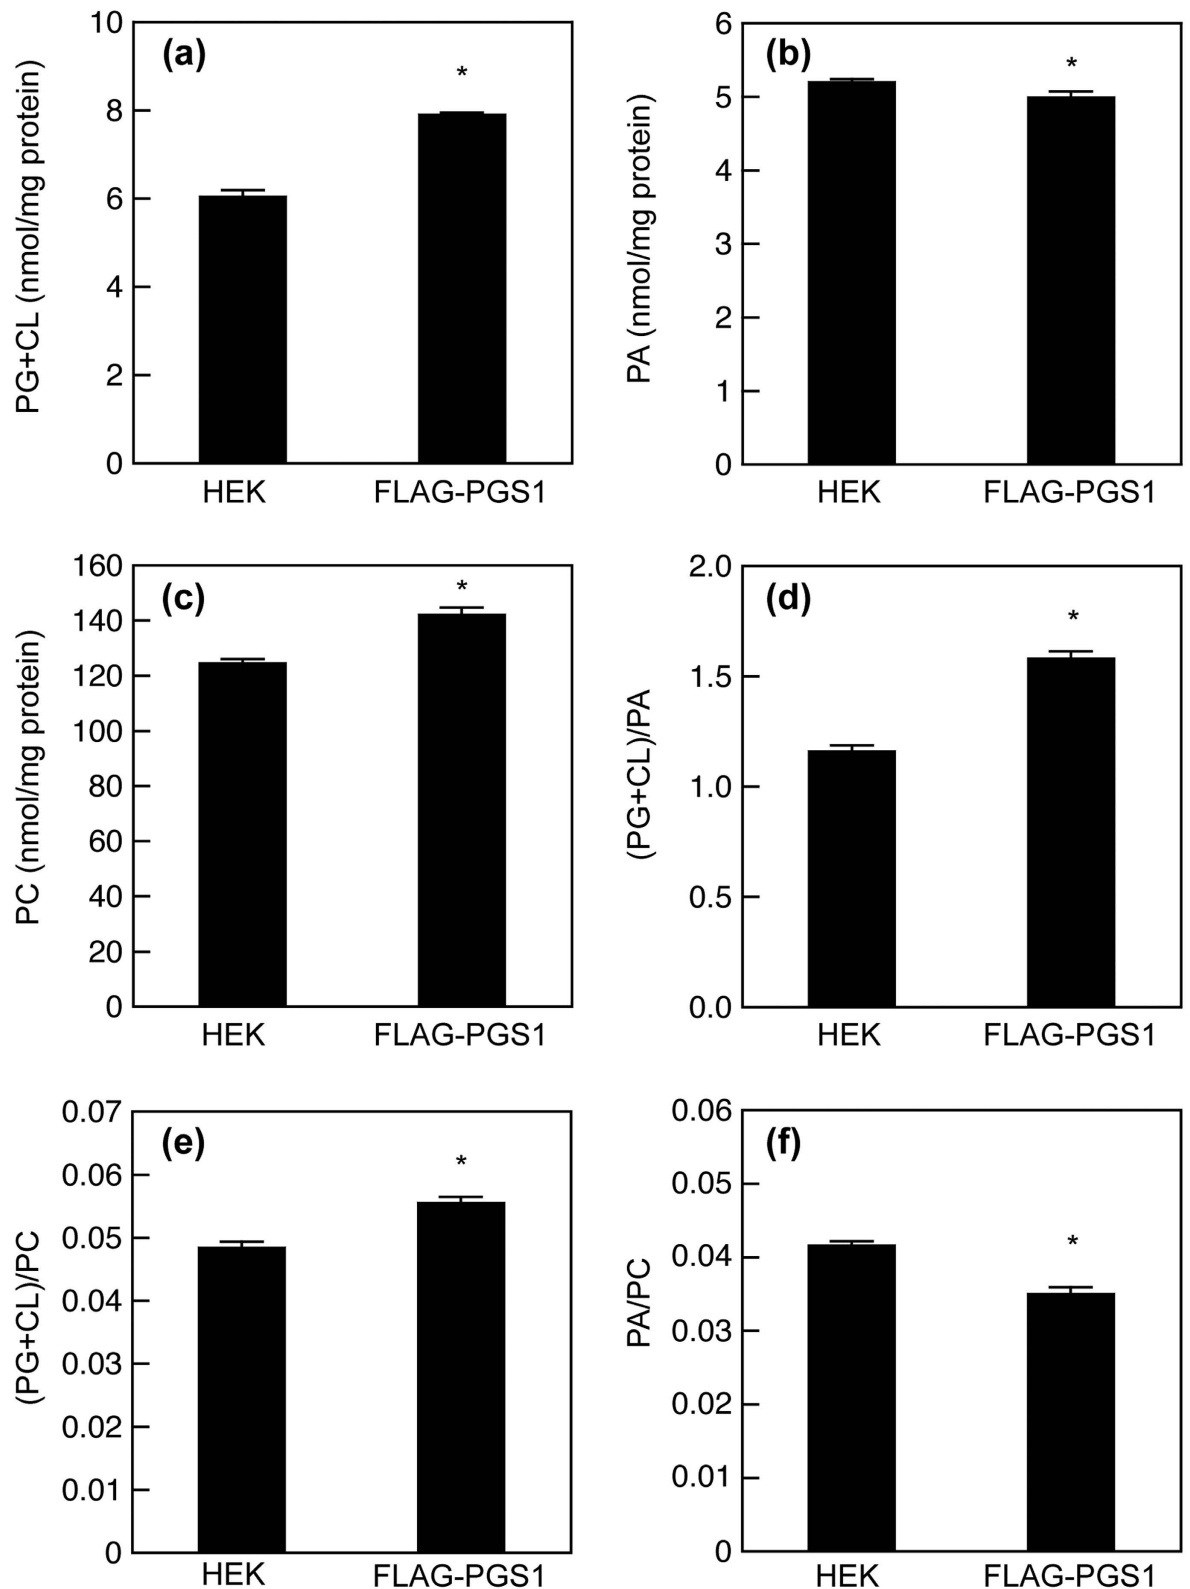 (a)
PG+CL (nmol/mg protein)
10
8
6
4
2
0
*
HEK FLAG-PGS1
(b)
PA (nmol/mg protein)
6
5
4
3
2
1
0
*
HEK FLAG-PGS1
(c)
PC (nmol/mg protein)
160
140
120
100
80
60
40
20
0
*
HEK FLAG-PGS1
(d)
(PG+CL)/PA
2.0
1.5
1.0
0.5
0.0
*
HEK FLAG-PGS1
(e)
(PG+CL)/PC
0.07
0.06
0.05
0.04
0.03
0.02
0.01
0
*
HEK FLAG-PGS1
(f)
PA/PC
0.06
0.05
0.04
0.03
0.02
0.01
0
*
HEK FLAG-PGS1